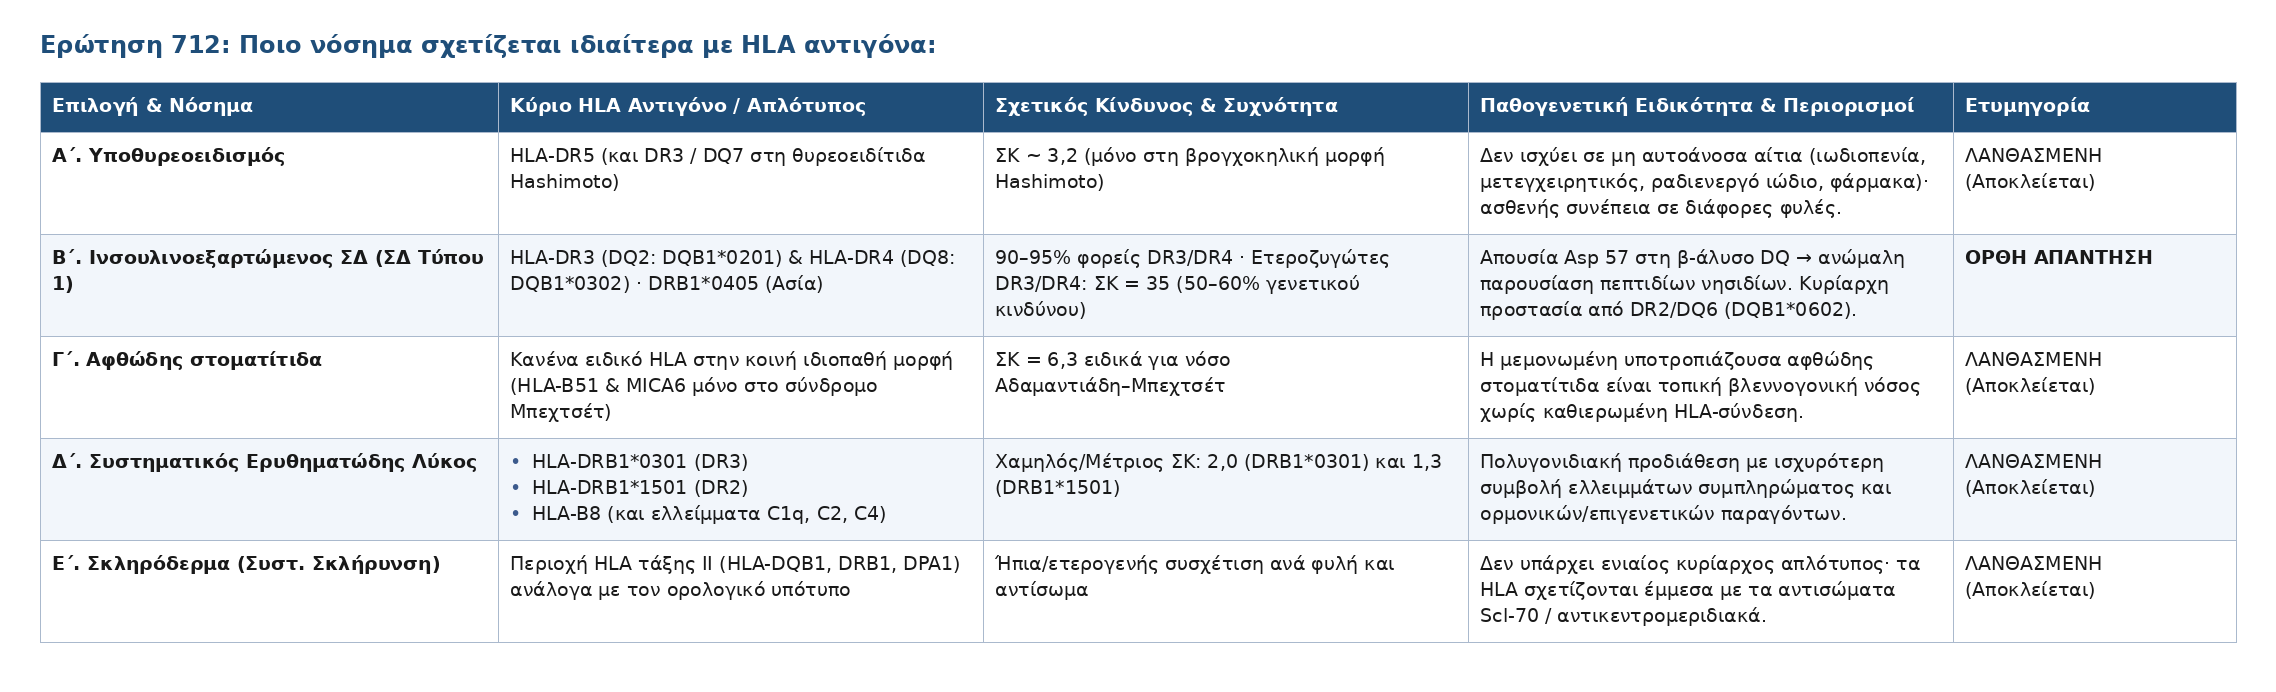 Ερώτηση 712: Ποιο νόσημα σχετίζεται ιδιαίτερα με HLA αντιγόνα:
Επιλογή & Νόσημα
Κύριο HLA Αντιγόνο / Απλότυπος
Σχετικός Κίνδυνος & Συχνότητα
Παθογενετική Ειδικότητα & Περιορισμοί
Ετυμηγορία
Α΄. Υποθυρεοειδισμός
HLA-DR5 (και DR3 / DQ7 στη θυρεοειδίτιδα
Hashimoto)
ΣΚ ~ 3,2 (μόνο στη βρογχοκηλική μορφή
Hashimoto)
Δεν ισχύει σε μη αυτοάνοσα αίτια (ιωδιοπενία,
μετεγχειρητικός, ραδιενεργό ιώδιο, φάρμακα)·
ασθενής συνέπεια σε διάφορες φυλές.
ΛΑΝΘΑΣΜΕΝΗ
(Αποκλείεται)
Β΄. Ινσουλινοεξαρτώμενος ΣΔ (ΣΔ Τύπου
1)
HLA-DR3 (DQ2: DQB1*0201) & HLA-DR4 (DQ8:
DQB1*0302) · DRB1*0405 (Ασία)
90–95% φορείς DR3/DR4 · Ετεροζυγώτες
DR3/DR4: ΣΚ = 35 (50–60% γενετικού
κινδύνου)
Απουσία Asp 57 στη β-άλυσο DQ → ανώμαλη
παρουσίαση πεπτιδίων νησιδίων. Κυρίαρχη
προστασία από DR2/DQ6 (DQB1*0602).
ΟΡΘΗ ΑΠΑΝΤΗΣΗ
Γ΄. Αφθώδης στοματίτιδα
Κανένα ειδικό HLA στην κοινή ιδιοπαθή μορφή
(HLA-B51 & MICA6 μόνο στο σύνδρομο
Μπεχτσέτ)
ΣΚ = 6,3 ειδικά για νόσο
Αδαμαντιάδη–Μπεχτσέτ
Η μεμονωμένη υποτροπιάζουσα αφθώδης
στοματίτιδα είναι τοπική βλεννογονική νόσος
χωρίς καθιερωμένη HLA-σύνδεση.
ΛΑΝΘΑΣΜΕΝΗ
(Αποκλείεται)
Δ΄. Συστηματικός Ερυθηματώδης Λύκος
• HLA-DRB1*0301 (DR3)
• HLA-DRB1*1501 (DR2)
• HLA-B8 (και ελλείμματα C1q, C2, C4)
Χαμηλός/Μέτριος ΣΚ: 2,0 (DRB1*0301) και 1,3
(DRB1*1501)
Πολυγονιδιακή προδιάθεση με ισχυρότερη
συμβολή ελλειμμάτων συμπληρώματος και
ορμονικών/επιγενετικών παραγόντων.
ΛΑΝΘΑΣΜΕΝΗ
(Αποκλείεται)
Ε΄. Σκληρόδερμα (Συστ. Σκλήρυνση)
Περιοχή HLA τάξης II (HLA-DQB1, DRB1, DPA1)
ανάλογα με τον ορολογικό υπότυπο
Ήπια/ετερογενής συσχέτιση ανά φυλή και
αντίσωμα
Δεν υπάρχει ενιαίος κυρίαρχος απλότυπος· τα
HLA σχετίζονται έμμεσα με τα αντισώματα
Scl-70 / αντικεντρομεριδιακά.
ΛΑΝΘΑΣΜΕΝΗ
(Αποκλείεται)